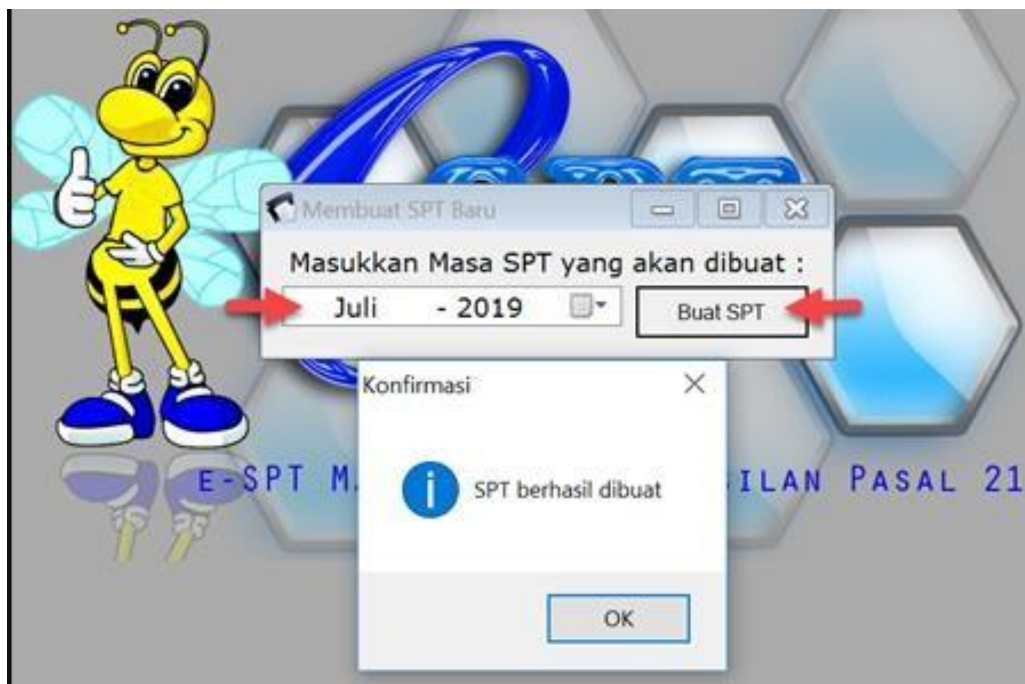 Membuat SPT Baru
Masukkan Masa SPT yang akan dibuat :
Juli - 2019
Buat SPT
Konfirmasi
SPT berhasil dibuat
E-SPT M ILAN PASAL 21
OK